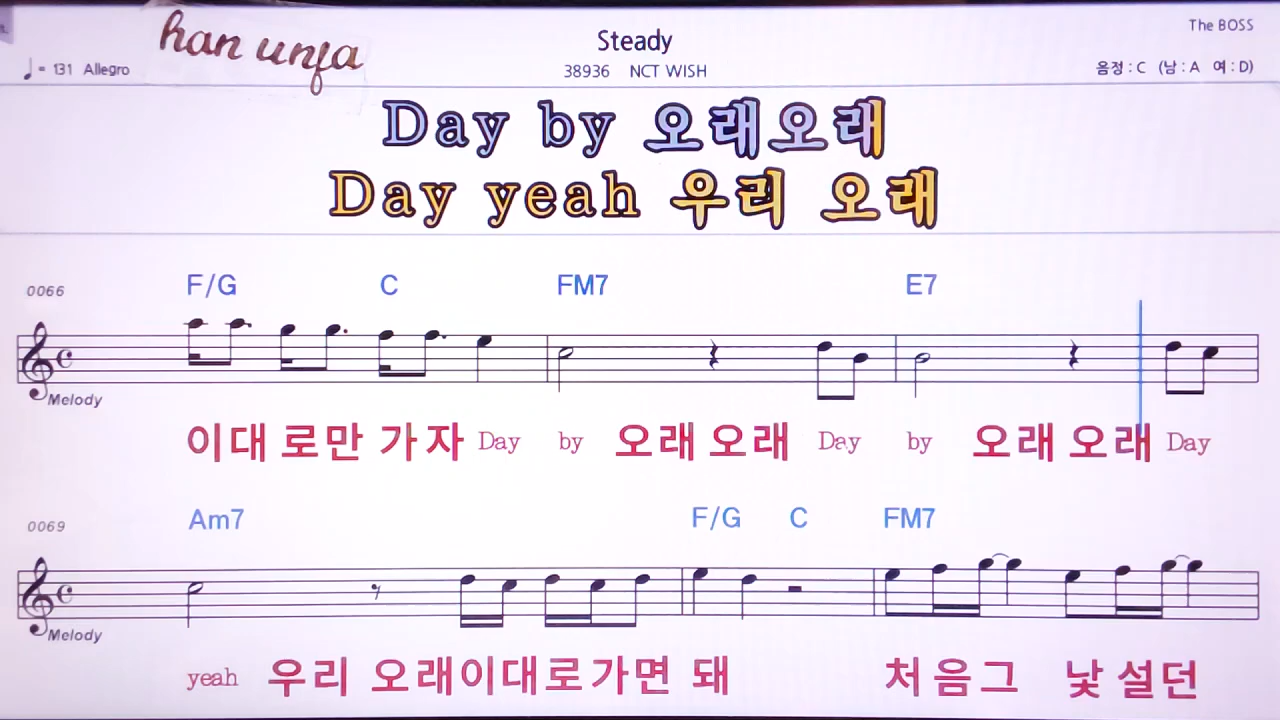 han unfa
Steady
The BOSS
♩= 131 Allegro
38936 NCT WISH
음정 : C (남 : A 여 : D)
Day by 오래오래
Day yeah 우리 오래
0066
F/G C FM7 E7
Melody
이대 로만 가자 Day by 오래 오래 Day by 오래 오래 Day
0069
Am7 F/G C FM7
Melody
yeah 우리 오래이대로가면 돼 처음그 낯설던